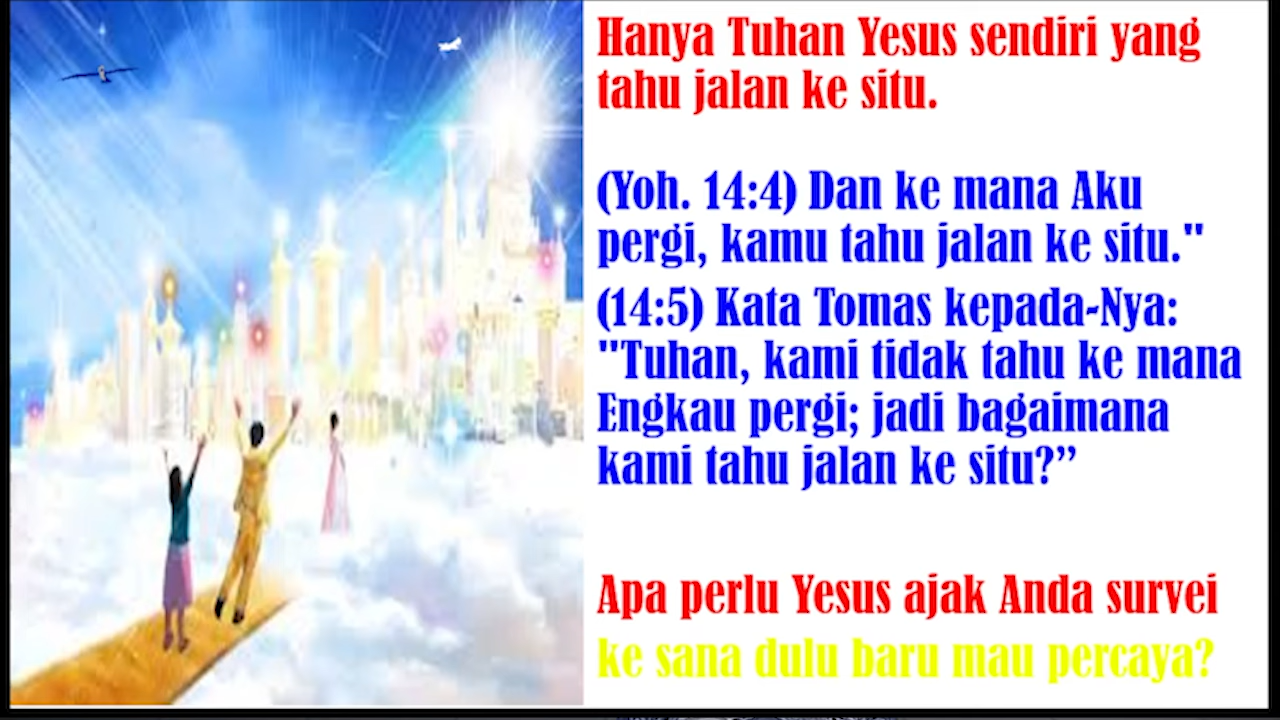 Hanya Tuhan Yesus sendiri yang
tahu jalan ke situ.
(Yoh. 14:4) Dan ke mana Aku
pergi, kamu tahu jalan ke situ."
(14:5) Kata Tomas kepada-Nya:
"Tuhan, kami tidak tahu ke mana
Engkau pergi; jadi bagaimana
kami tahu jalan ke situ?”
Apa perlu Yesus ajak Anda survei
ke sana dulu baru mau percaya?